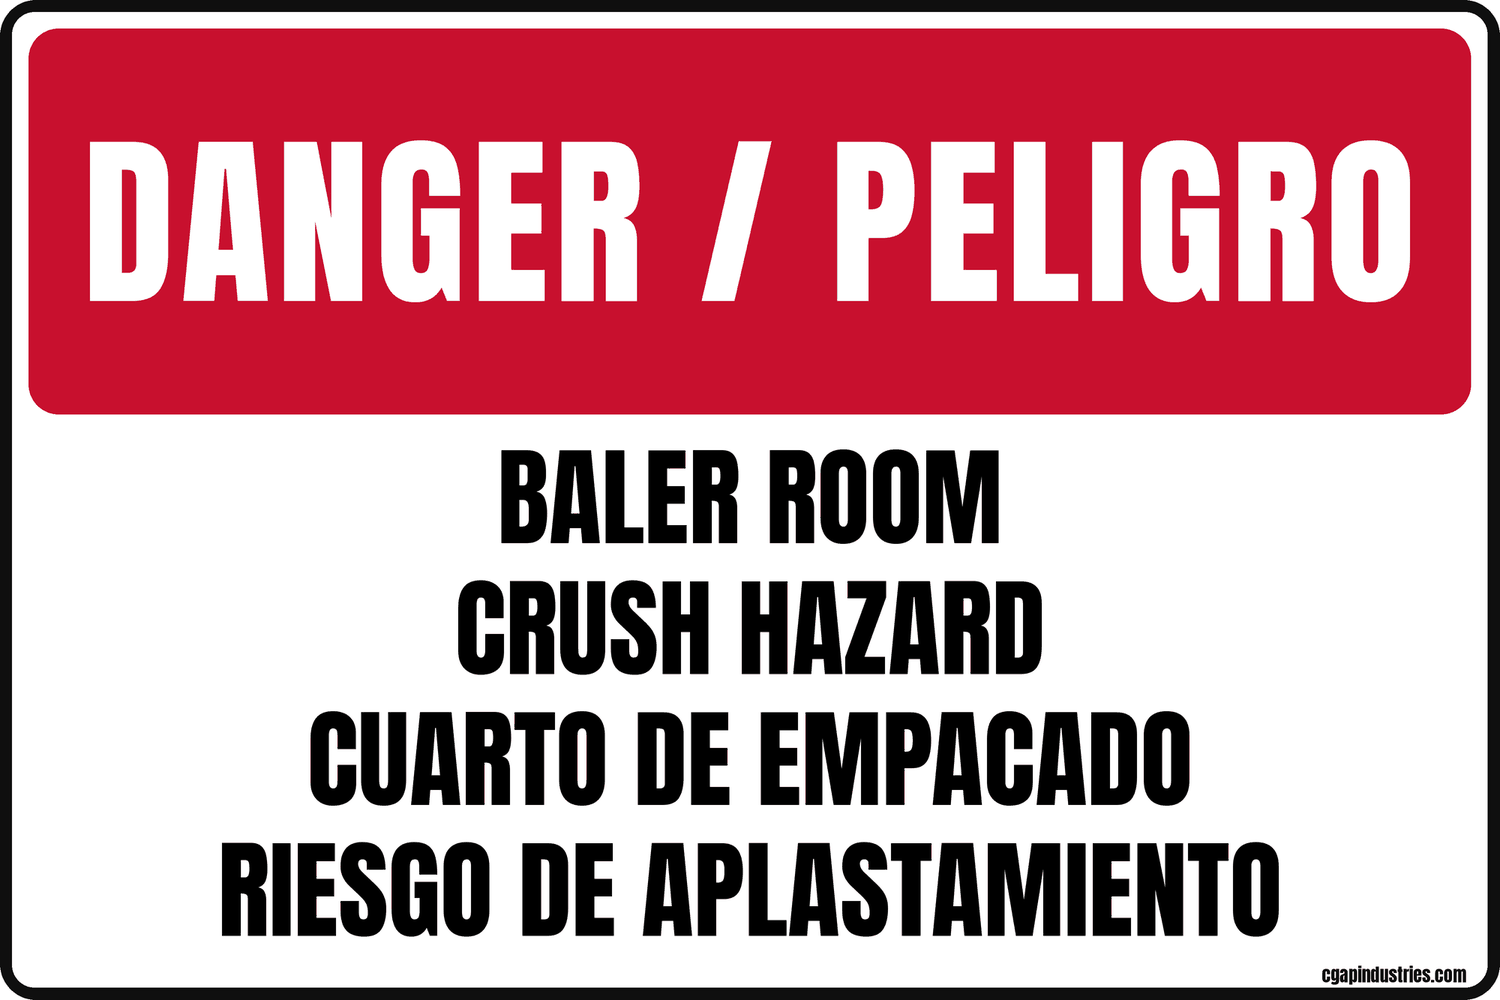 DANGER / PELIGRO
BALER ROOM
CRUSH HAZARD
CUARTO DE EMPACADO
RIESGO DE APLASTAMIENTO
cgapindustries.com